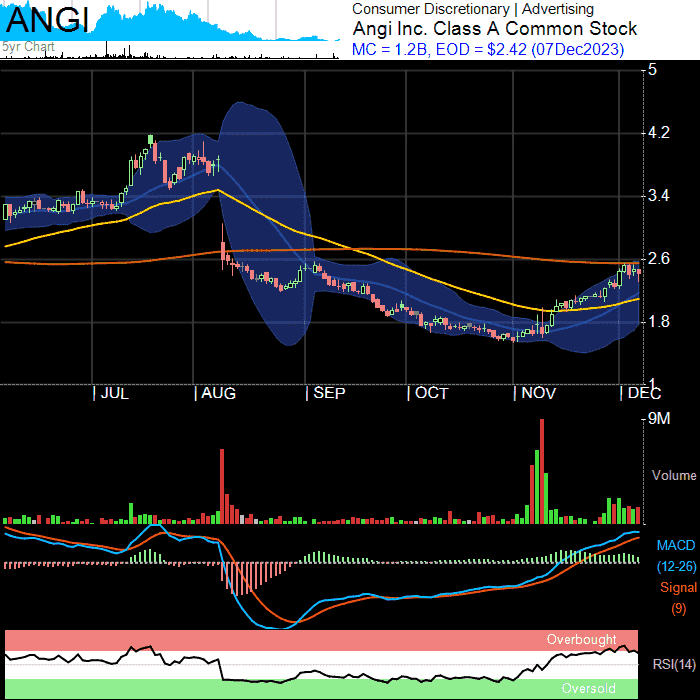 ANGI
5yr Chart
Consumer Discretionary | Advertising
Angi Inc. Class A Common Stock
MC = 1.2B, EOD = $2.42 (07Dec2023)
5
4.2
3.4
2.6
1.8
1
JUL
AUG
SEP
OCT
NOV
DEC
9M
Volume
MACD
(12-26)
Signal
(9)
Overbought
RSI(14)
Oversold